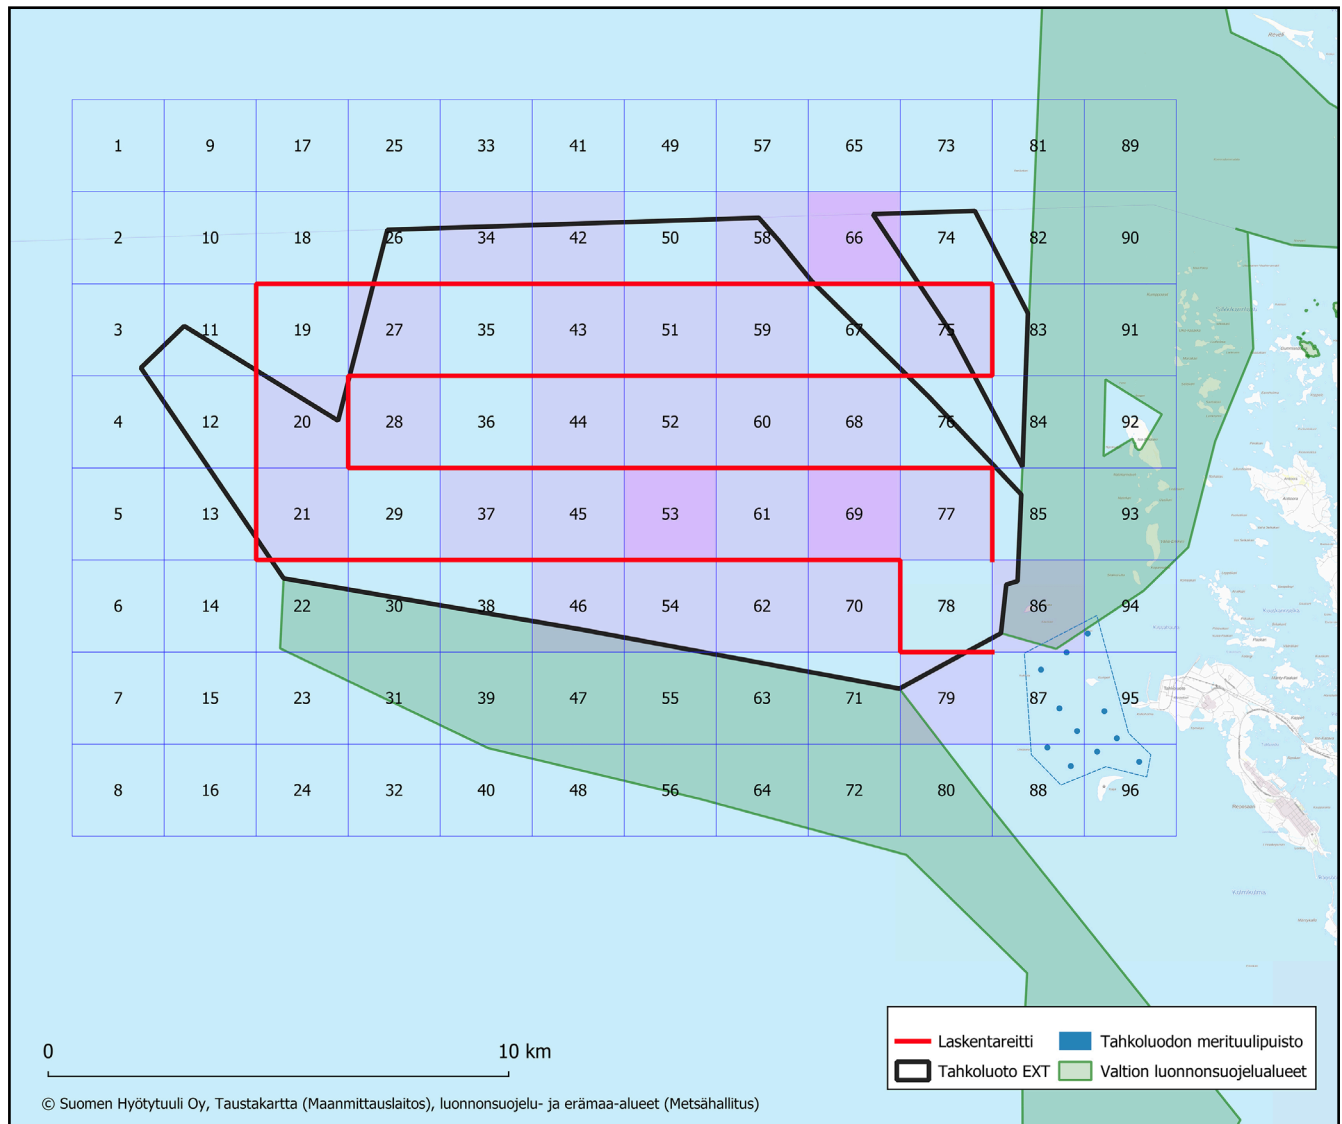 1 9 17 25 33 41 49 57 65 73 81 89
2 10 18 26 34 42 50 58 66 74 82 90
3 11 19 27 35 43 51 59 67 75 83 91
4 12 20 28 36 44 52 60 68 76 84 92
5 13 21 29 37 45 53 61 69 77 85 93
6 14 22 30 38 46 54 62 70 78 86 94
7 15 23 31 39 47 55 63 71 79 87 95
8 16 24 32 40 48 56 64 72 80 88 96
Laskentareitti
Tahkoluodon merituulipuisto
Tahkoluoto EXT
Valtion luonnonsuojelualueet
0 10 km
© Suomen Hyötytuuli Oy, Taustakartta (Maanmittauslaitos), luonnonsuojelu- ja erämaa-alueet (Metsähallitus)